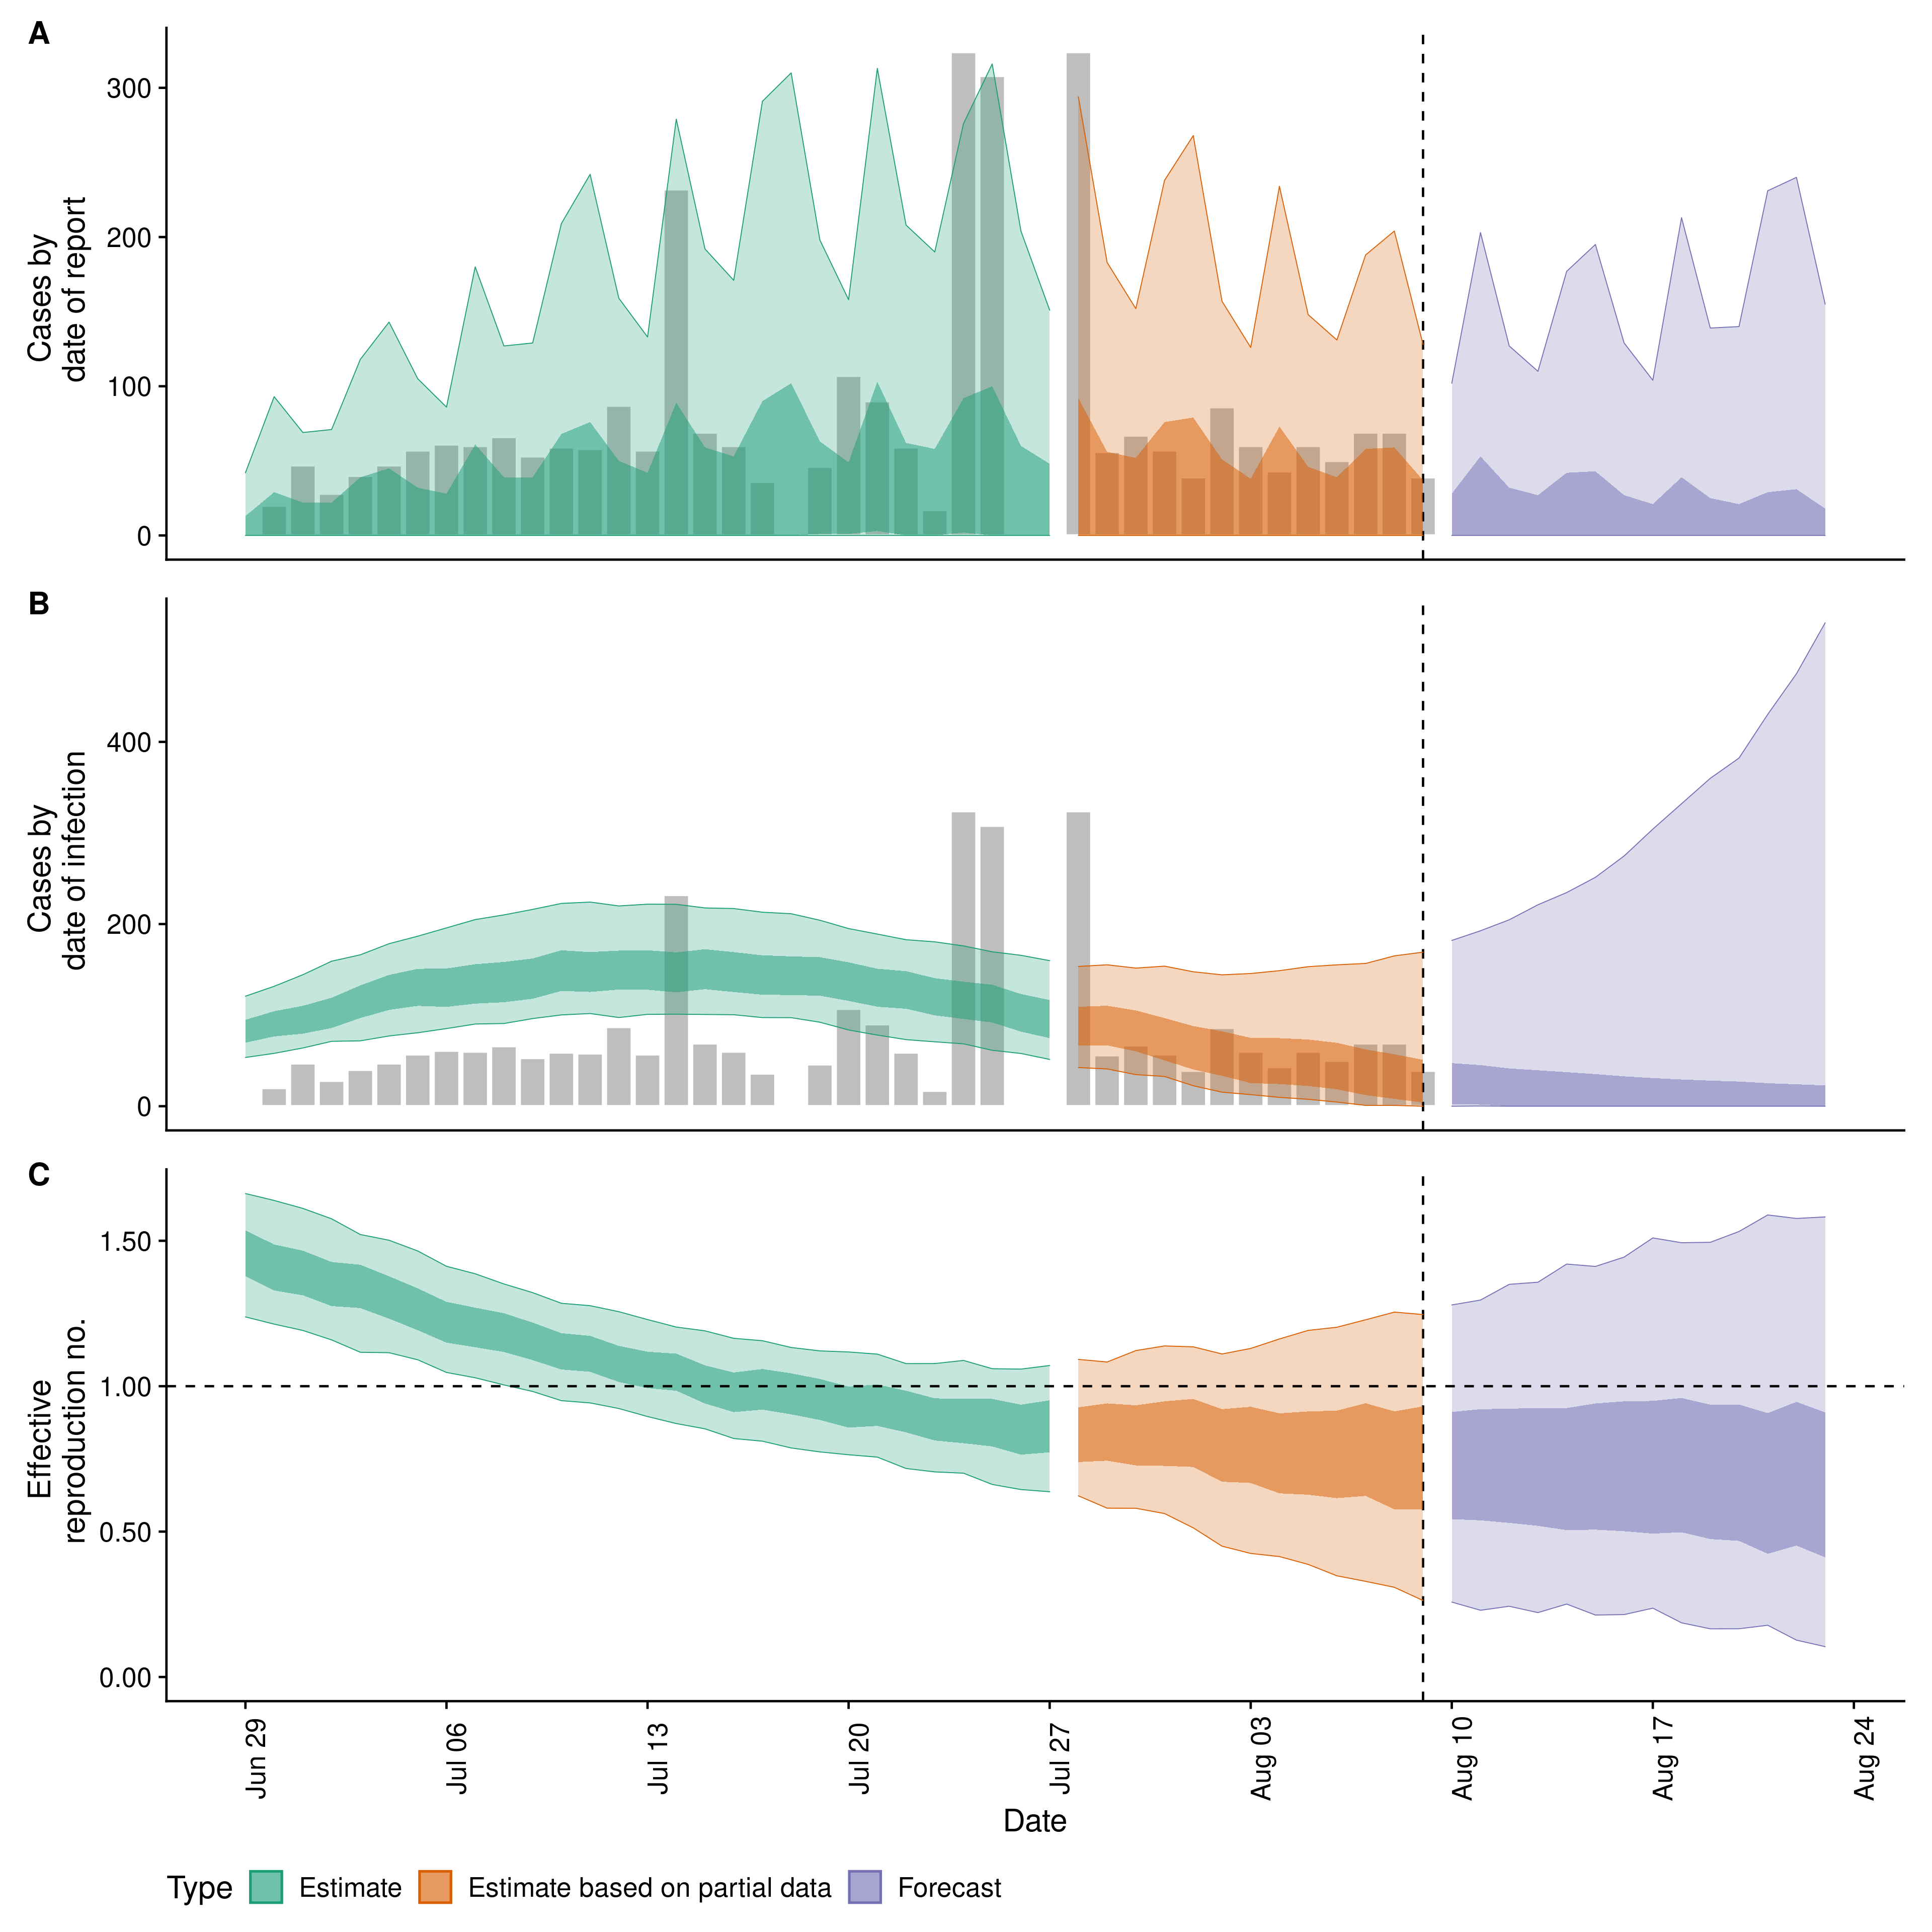 A
Cases by
date of report
300
200
100
0
B
Cases by
date of infection
400
200
0
C
Effective
reproduction no.
1.50
1.00
0.50
0.00
Jun 29
Jul 06
Jul 13
Jul 20
Jul 27
Aug 03
Aug 10
Aug 17
Aug 24
Date
Type Estimate Estimate based on partial data Forecast